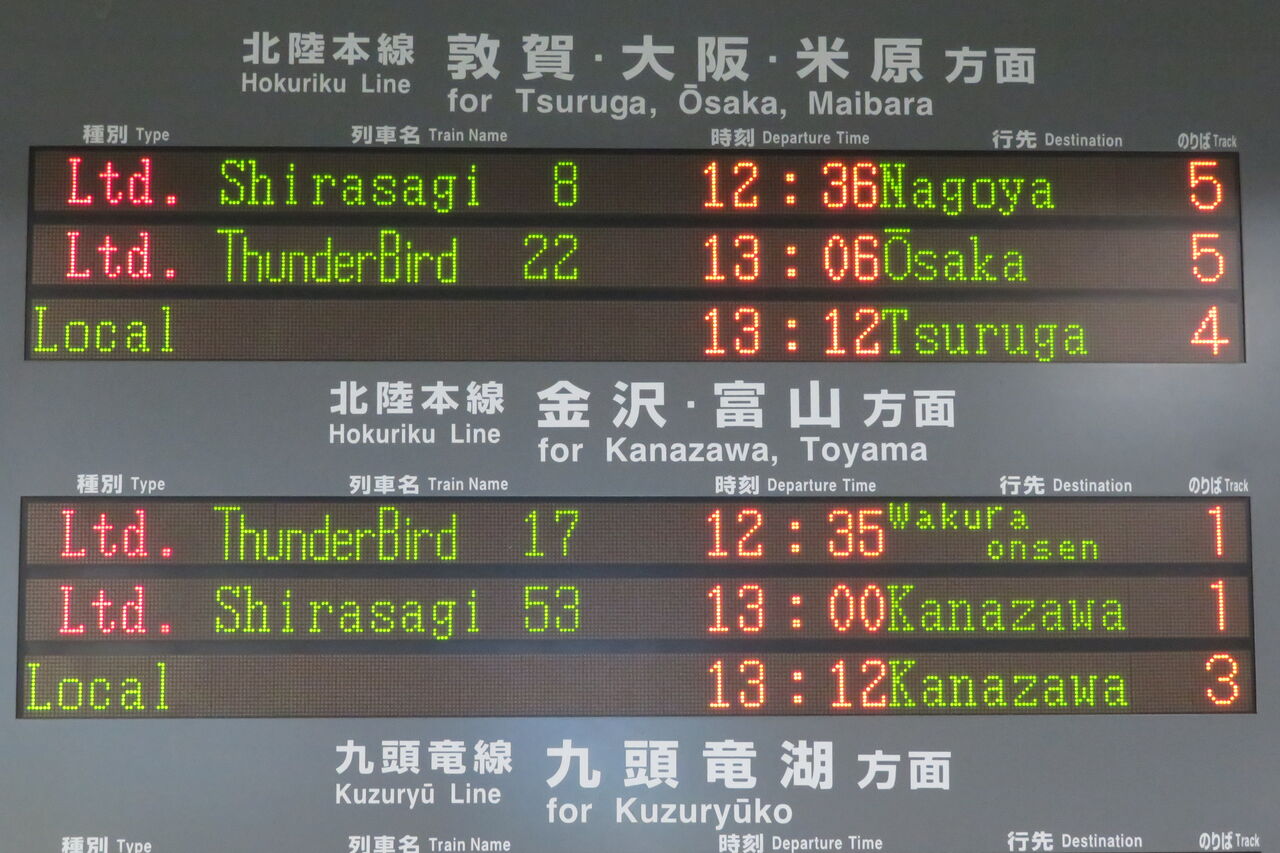 北陸本線 敦賀・大阪・米原 方面
Hokuriku Line for Tsuruga, Ōsaka, Maibara
種別 Type 列車名 Train Name 時刻 Departure Time 行先 Destination のりば Track
Ltd. Shirasagi 8 12:36 Nagoya 5
Ltd. ThunderBird 22 13:06 Ōsaka 5
Local 13:12 Tsuruga 4
北陸本線 金沢・富山 方面
Hokuriku Line for Kanazawa, Toyama
種別 Type 列車名 Train Name 時刻 Departure Time 行先 Destination のりば Track
Ltd. ThunderBird 17 12:35 Wakura onsen 1
Ltd. Shirasagi 53 13:00 Kanazawa 1
Local 13:12 Kanazawa 3
九頭竜線 九頭竜湖 方面
Kuzuryū Line for Kuzuryūko
種別 Type 列車名 Train Name 時刻 Departure Time 行先 Destination のりば Track